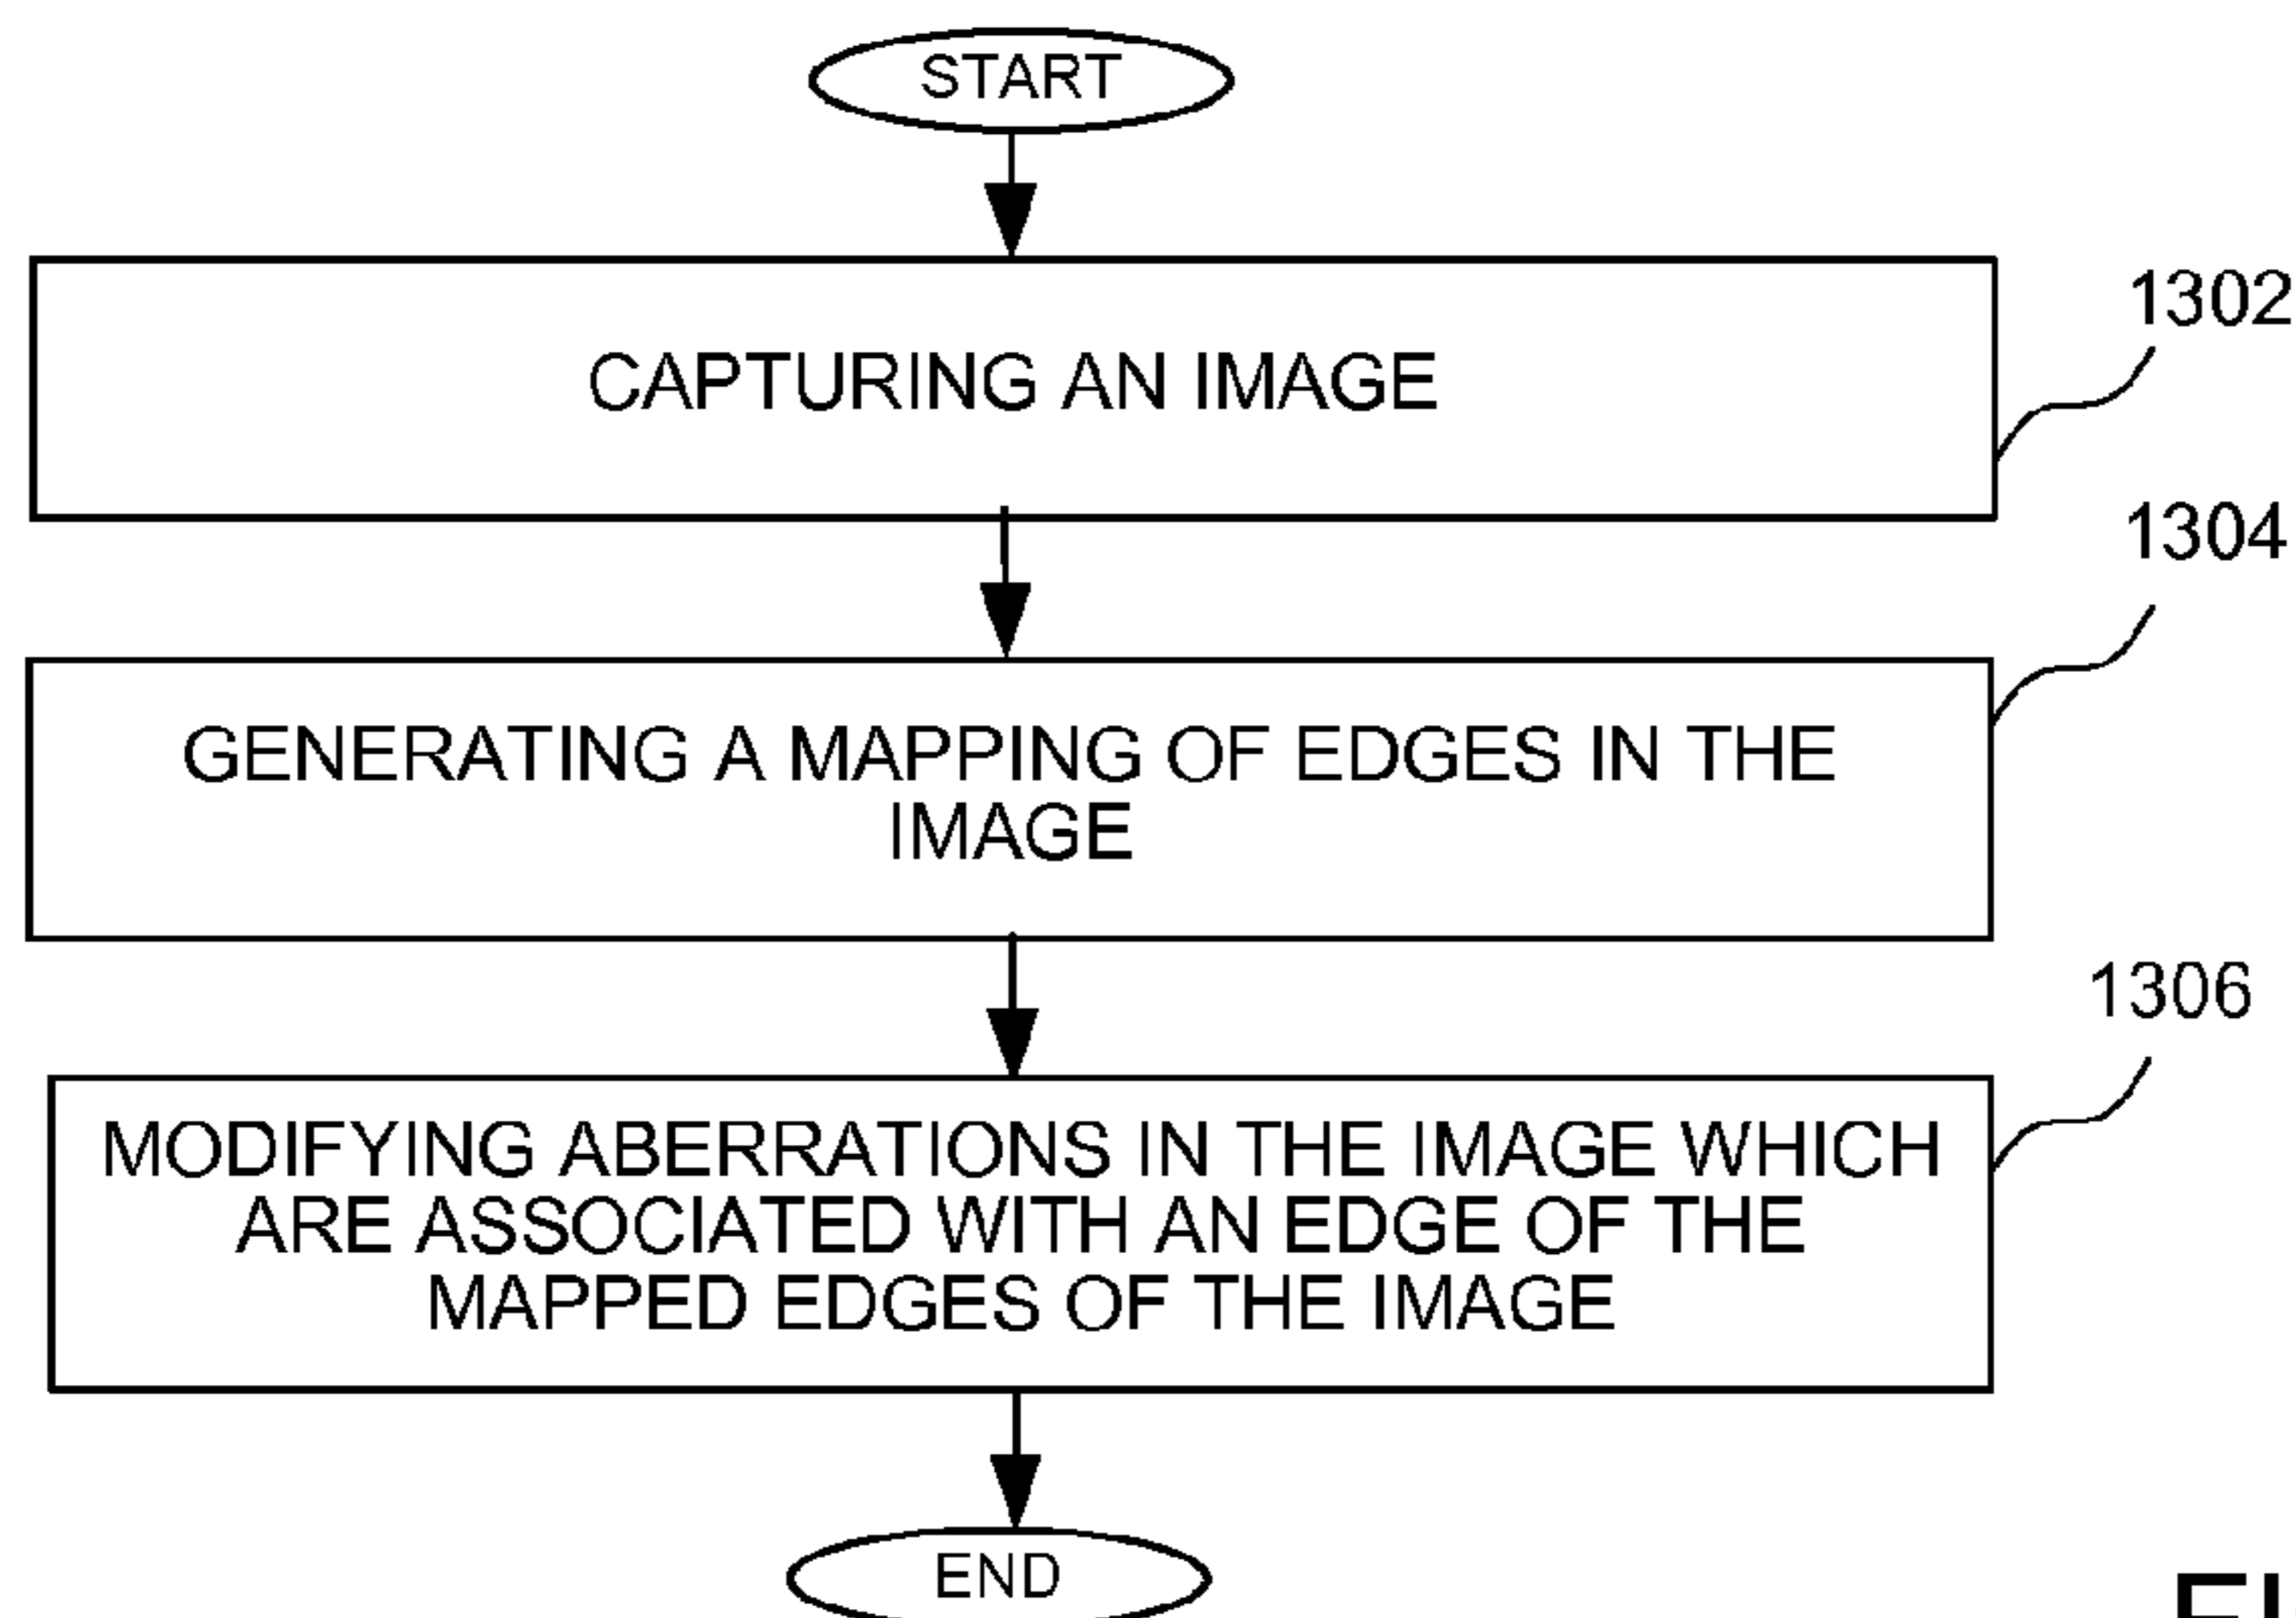 START
CAPTURING AN IMAGE
1302
1304
GENERATING A MAPPING OF EDGES IN THE
IMAGE
1306
MODIFYING ABERRATIONS IN THE IMAGE WHICH
ARE ASSOCIATED WITH AN EDGE OF THE
MAPPED EDGES OF THE IMAGE
END